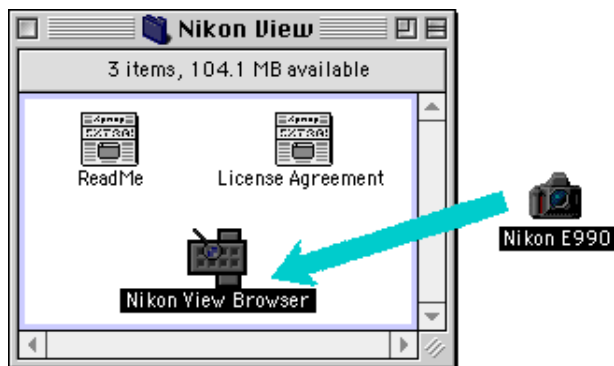 Nikon View
3 items, 104.1 MB available
ReadMe
License Agreement
Nikon E990
Nikon View Browser